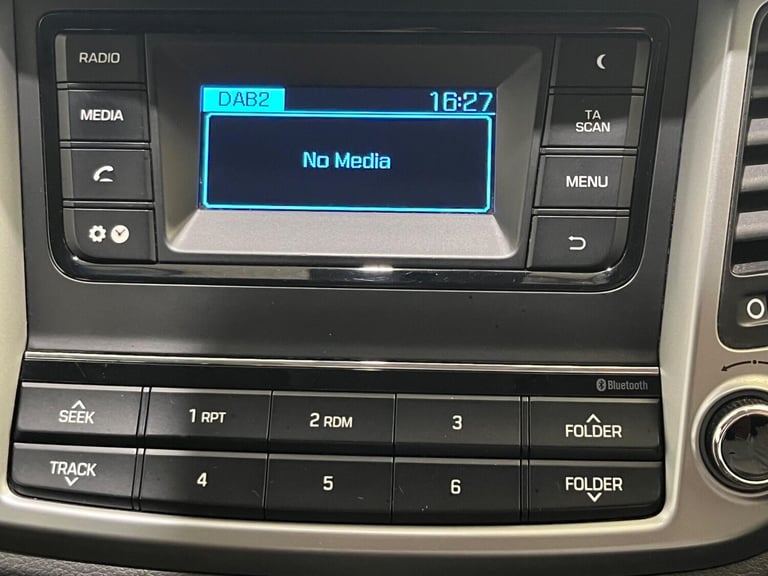 RADIO
DAB2 16:27
MEDIA
TA
SCAN
No Media
MENU
Bluetooth
SEEK
1 RPT
2 RDM
3
FOLDER
TRACK
4
5
6
FOLDER